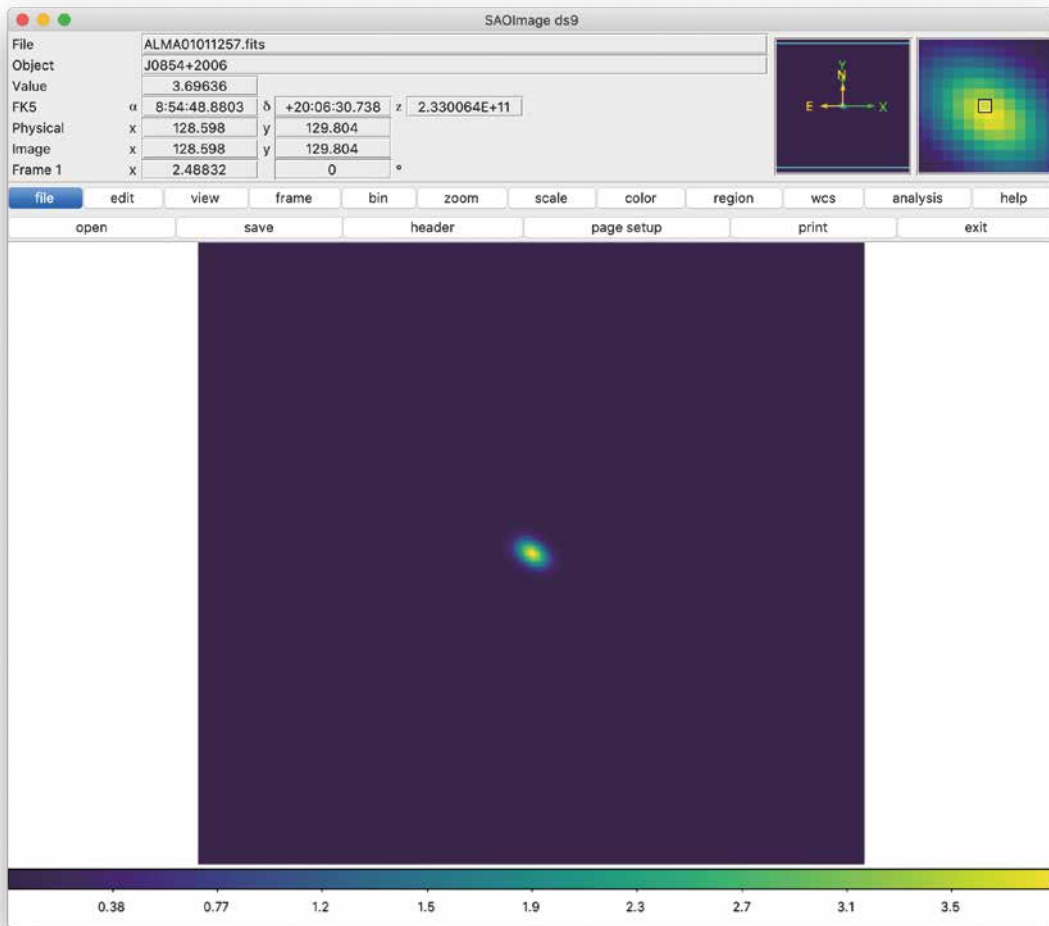 SAOImage ds9
File ALMA01011257.fits
Object J0854+2006
Value 3.69636
FK5 α 8:54:48.8803 δ +20:06:30.738 z 2.330064E+11
Physical x 128.598 y 129.804
Image x 128.598 y 129.804
Frame 1 x 2.48832 0 °
Y
N
E X
file edit view frame bin zoom scale color region wcs analysis help
open save header page setup print exit
0.38 0.77 1.2 1.5 1.9 2.3 2.7 3.1 3.5